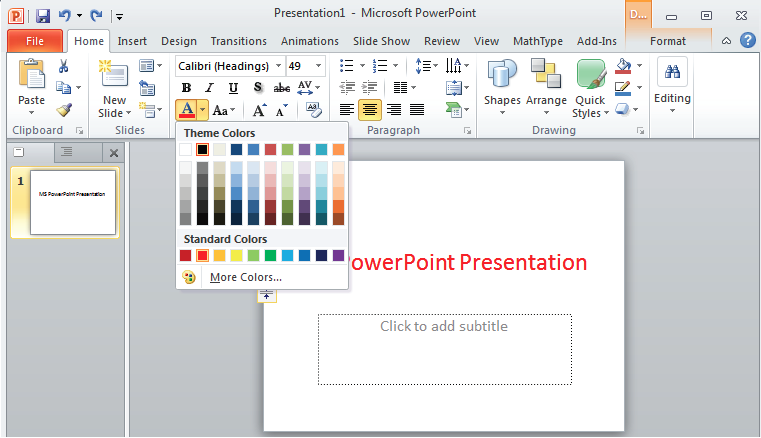 Presentation1 - Microsoft PowerPoint
D...
File Home Insert Design Transitions Animations Slide Show Review View MathType Add-Ins Format
Calibri (Headings) 49
Paste New Slide Shapes Arrange Quick Styles Editing
B I U S abc AV
A Aa A A
Clipboard Slides Paragraph Drawing
Theme Colors
1
MS PowerPoint Presentation
Standard Colors
PowerPoint Presentation
More Colors...
Click to add subtitle